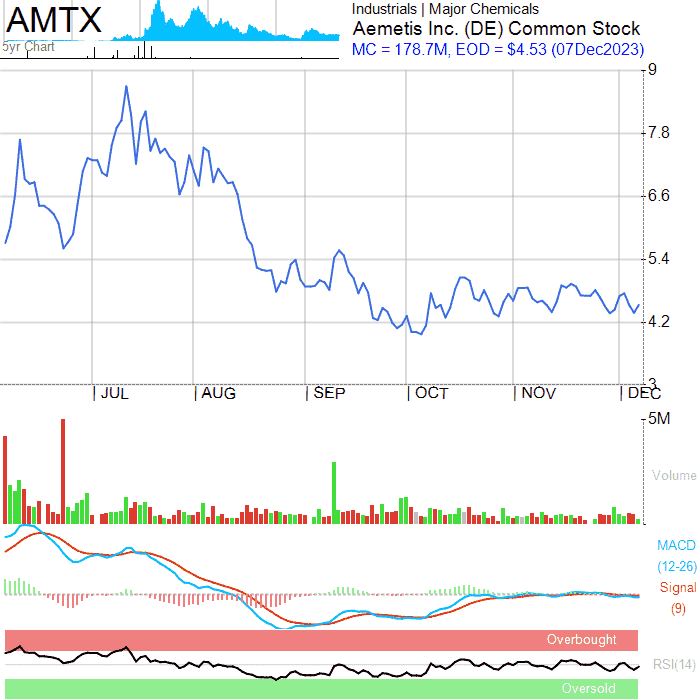 AMTX
5yr Chart
Industrials | Major Chemicals
Aemetis Inc. (DE) Common Stock
MC = 178.7M, EOD = $4.53 (07Dec2023)
9
7.8
6.6
5.4
4.2
3
JUL AUG SEP OCT NOV DEC
5M
Volume
MACD
(12-26)
Signal
(9)
Overbought
RSI(14)
Oversold